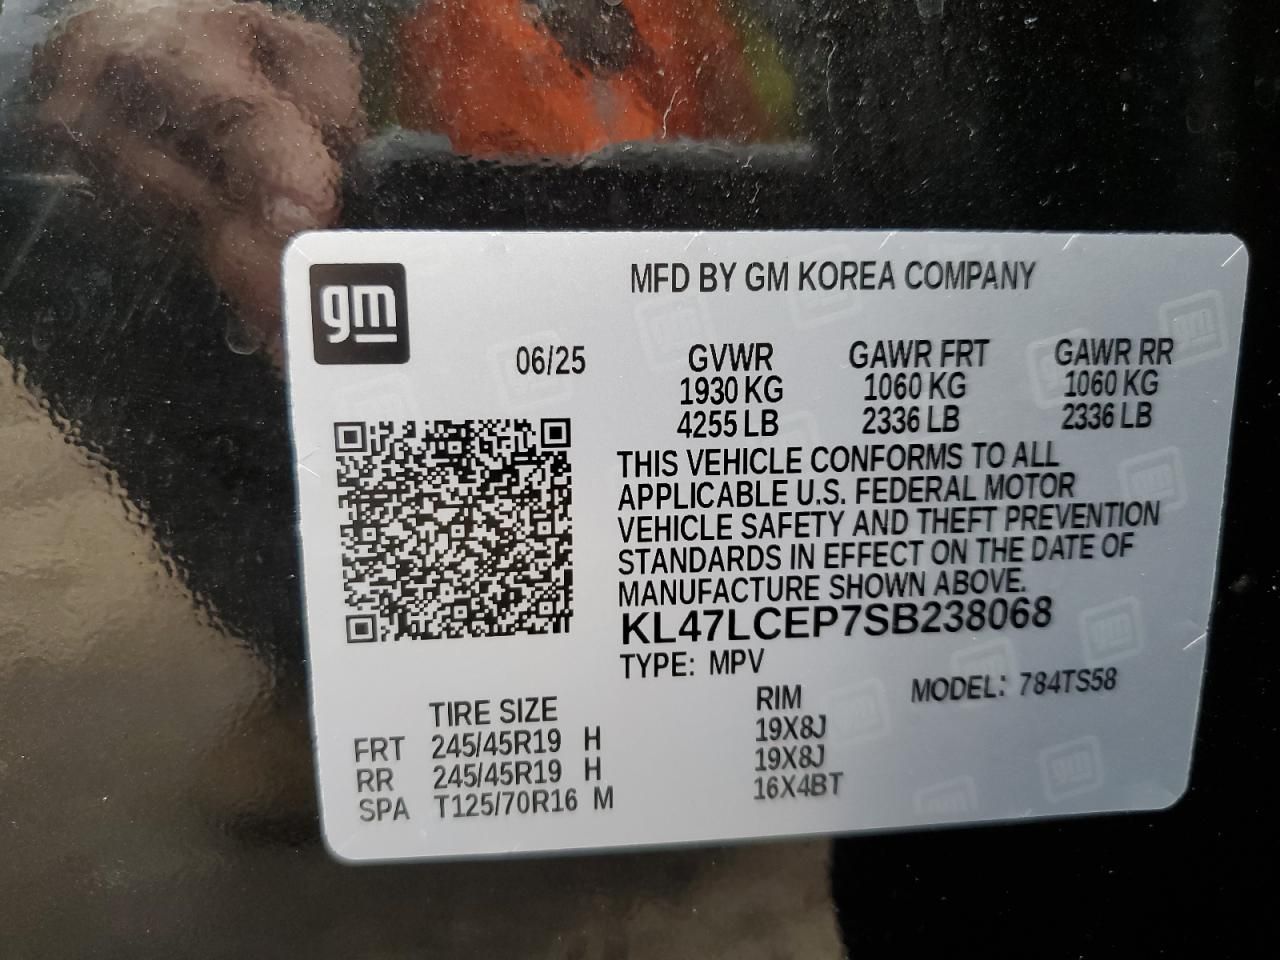 gm
MFD BY GM KOREA COMPANY
06/25
GVWR GAWR FRT GAWR RR
1930 KG 1060 KG 1060 KG
4255 LB 2336 LB 2336 LB
THIS VEHICLE CONFORMS TO ALL
APPLICABLE U.S. FEDERAL MOTOR
VEHICLE SAFETY AND THEFT PREVENTION
STANDARDS IN EFFECT ON THE DATE OF
MANUFACTURE SHOWN ABOVE.
KL47LCEP7SB238068
TYPE: MPV
MODEL: 784TS58
TIRE SIZE RIM
FRT 245/45R19 H 19X8J
RR 245/45R19 H 19X8J
SPA T125/70R16 M 16X4BT